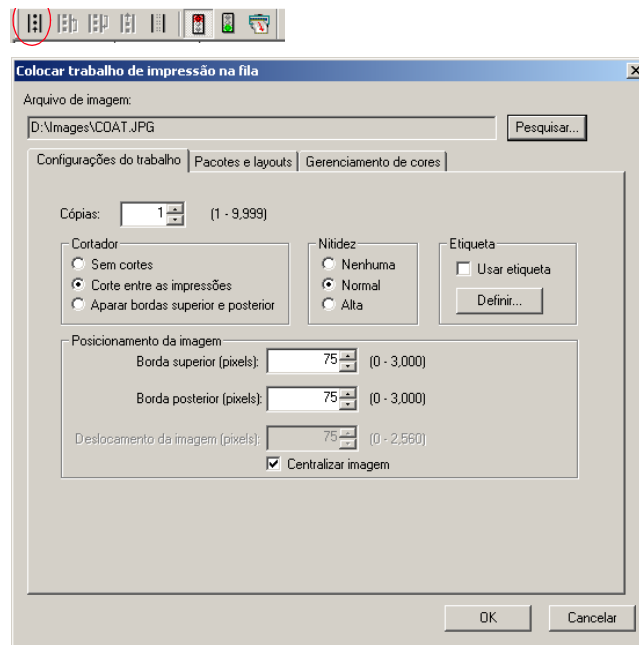 Colocar trabalho de impressão na fila
Arquivo de imagem:
D:\Images\COAT.JPG Pesquisar...
Configurações do trabalho Pacotes e layouts Gerenciamento de cores
Cópias: 1 (1 - 9,999)
Cortador Nitidez Etiqueta
Sem cortes Nenhuma Usar etiqueta
Corte entre as impressões Normal Definir...
Aparar bordas superior e posterior Alta
Posicionamento da imagem
Borda superior (pixels): 75 (0 - 3,000)
Borda posterior (pixels): 75 (0 - 3,000)
Deslocamento da imagem (pixels): 75 (0 - 2,560)
Centralizar imagem
OK Cancelar